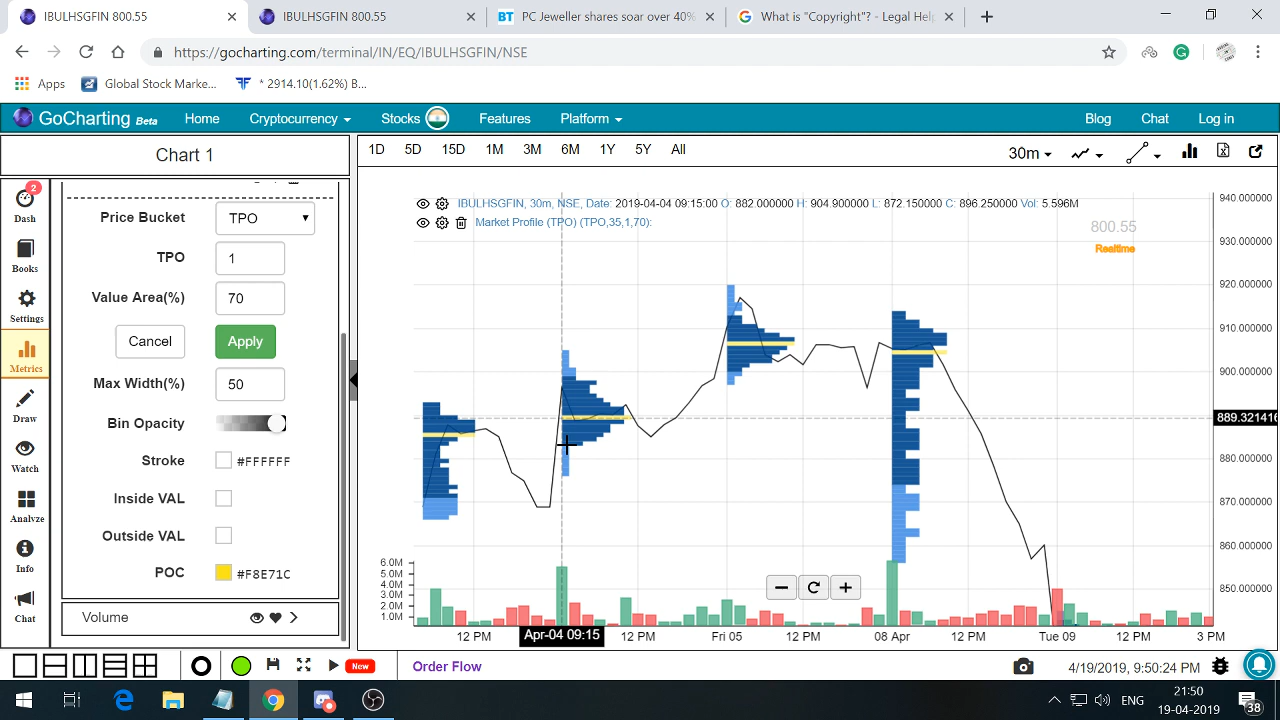 IBULHSGFIN 800.55
IBULHSGFIN 800.55
BT PC Jeweller shares soar over 40%
G What is "Copyright"? - Legal Hel
https://gocharting.com/terminal/IN/EQ/IBULHSGFIN/NSE
Apps Global Stock Marke... * 2914.10(1.62%) B...
GoCharting Beta Home Cryptocurrency Stocks Features Platform Blog Chat Log in
Chart 1
1D 5D 15D 1M 3M 6M 1Y 5Y All 30m
2
Dash
Books
Settings
Metrics
Draw
Watch
Analyze
Info
Chat
Price Bucket TPO
TPO 1
Value Area(%) 70
Cancel Apply
Max Width(%) 50
Bin Opacity
Stroke #FFFFFF
Inside VAL
Outside VAL
POC #F8E71C
Volume
IBULHSGFIN, 30m, NSE, Date: 2019-04-04 09:15:00 O: 882.000000 H: 904.900000 L: 872.150000 C: 896.250000 Vol: 5.596M
Market Profile (TPO) (TPO,35,1,70):
800.55
Realtime
940.000000
930.000000
920.000000
910.000000
900.000000
889.321416
880.000000
870.000000
860.000000
850.000000
6.0M
5.0M
4.0M
3.0M
2.0M
1.0M
12 PM Apr-04 09:15 12 PM Fri 05 12 PM 08 Apr 12 PM Tue 09 12 PM 3 PM
New Order Flow 4/19/2019, 9:50:24 PM
ENG 21:50
19-04-2019
38